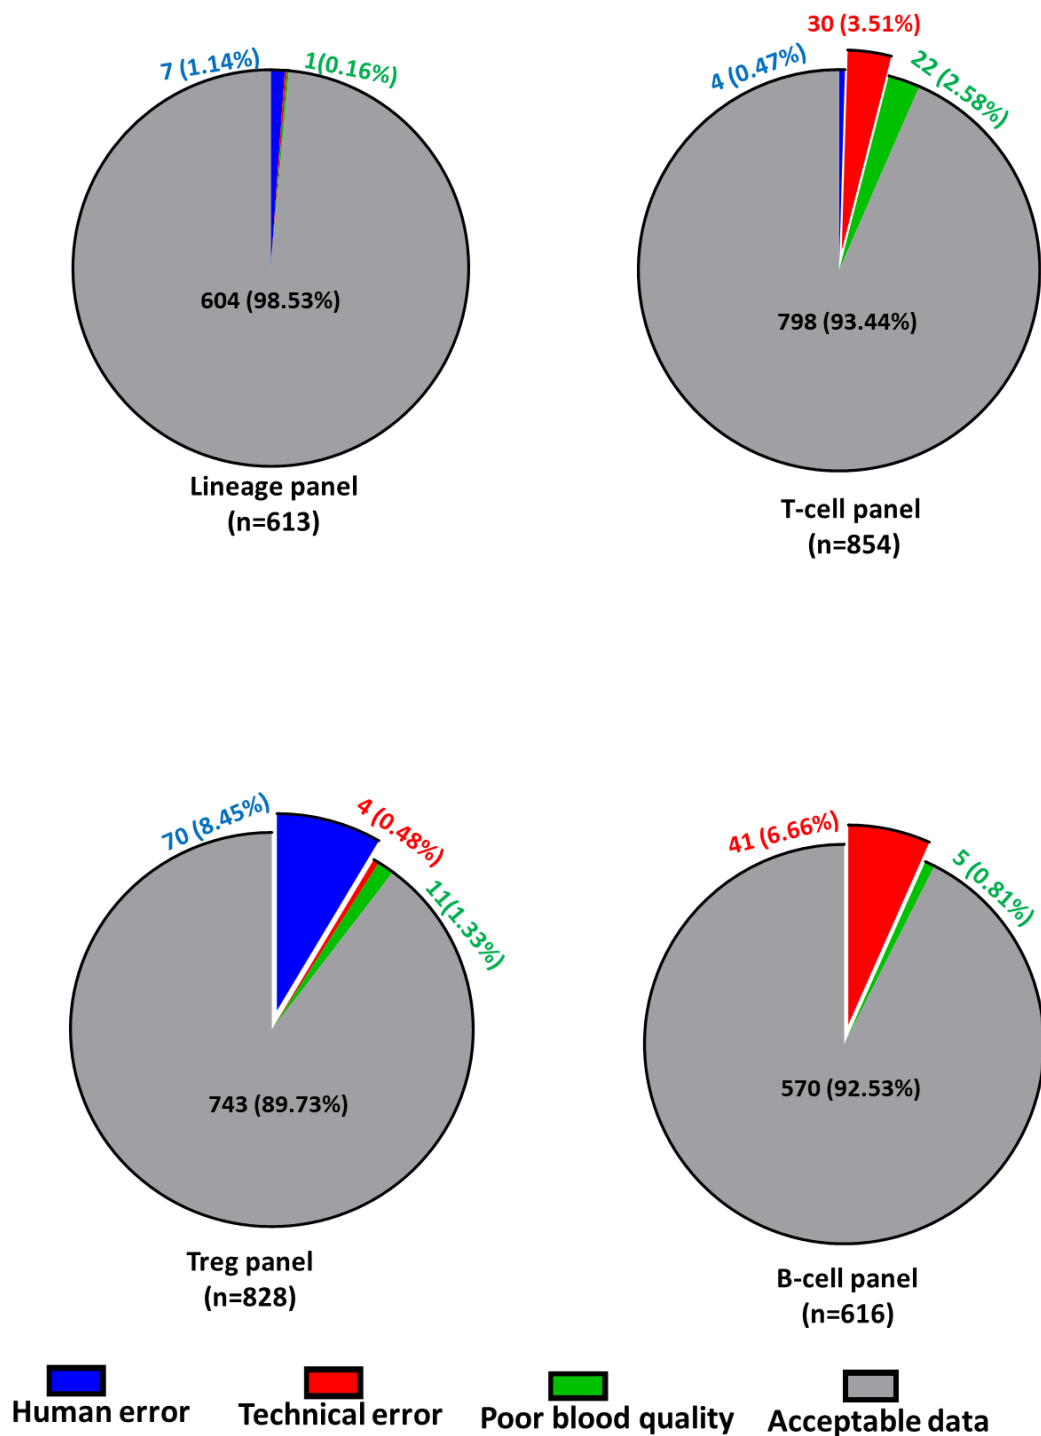 7 (1.14%)
1(0.16%)
604 (98.53%)
Lineage panel
(n=613)
4 (0.47%)
30 (3.51%)
22 (2.58%)
798 (93.44%)
T-cell panel
(n=854)
70 (8.45%)
4 (0.48%)
11(1.33%)
743 (89.73%)
Treg panel
(n=828)
41 (6.66%)
5 (0.81%)
570 (92.53%)
B-cell panel
(n=616)
Human error
Technical error
Poor blood quality
Acceptable data